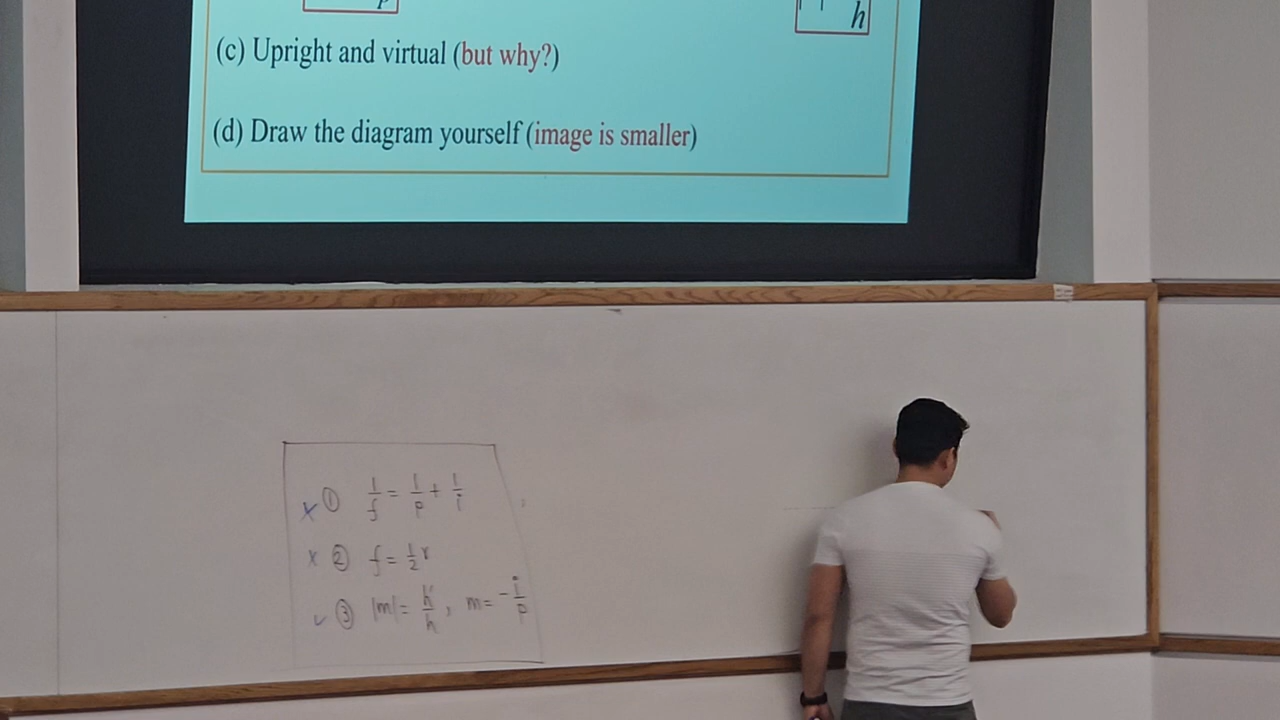 p
h
(c) Upright and virtual (but why?)
(d) Draw the diagram yourself (image is smaller)
x ① 1/f = 1/p + 1/i
x ② f = 1/2 r
✓ ③ |m| = h'/h , m = -i/p